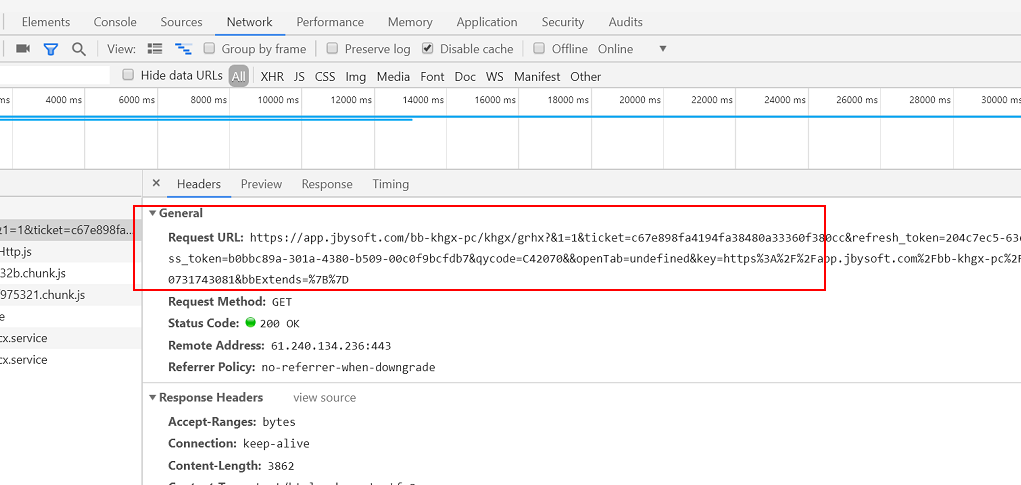 Elements Console Sources Network Performance Memory Application Security Audits
View: Group by frame Preserve log Disable cache Offline Online
Hide data URLs All XHR JS CSS Img Media Font Doc WS Manifest Other
ms 4000 ms 6000 ms 8000 ms 10000 ms 12000 ms 14000 ms 16000 ms 18000 ms 20000 ms 22000 ms 24000 ms 26000 ms 28000 ms 30000 ms
× Headers Preview Response Timing
General
&1=1&ticket=c67e898fa...
Request URL: https://app.jbysoft.com/bb-khgx-pc/khgx/grhx?&1=1&ticket=c67e898fa4194fa38480a33360f380cc&refresh_token=204c7ec5-63
Http.js
ss_token=b0bbc89a-301a-4380-b509-00c0f9bcfdb7&qycode=C42070&&openTab=undefined&key=https%3A%2F%2Fapp.jbysoft.com%2Fbb-khgx-pc%2F
32b.chunk.js
0731743081&bbExtends=%7B%7D
975321.chunk.js
Request Method: GET
e
Status Code: 200 OK
cx.service
Remote Address: 61.240.134.236:443
cx.service
Referrer Policy: no-referrer-when-downgrade
Response Headers view source
Accept-Ranges: bytes
Connection: keep-alive
Content-Length: 3862